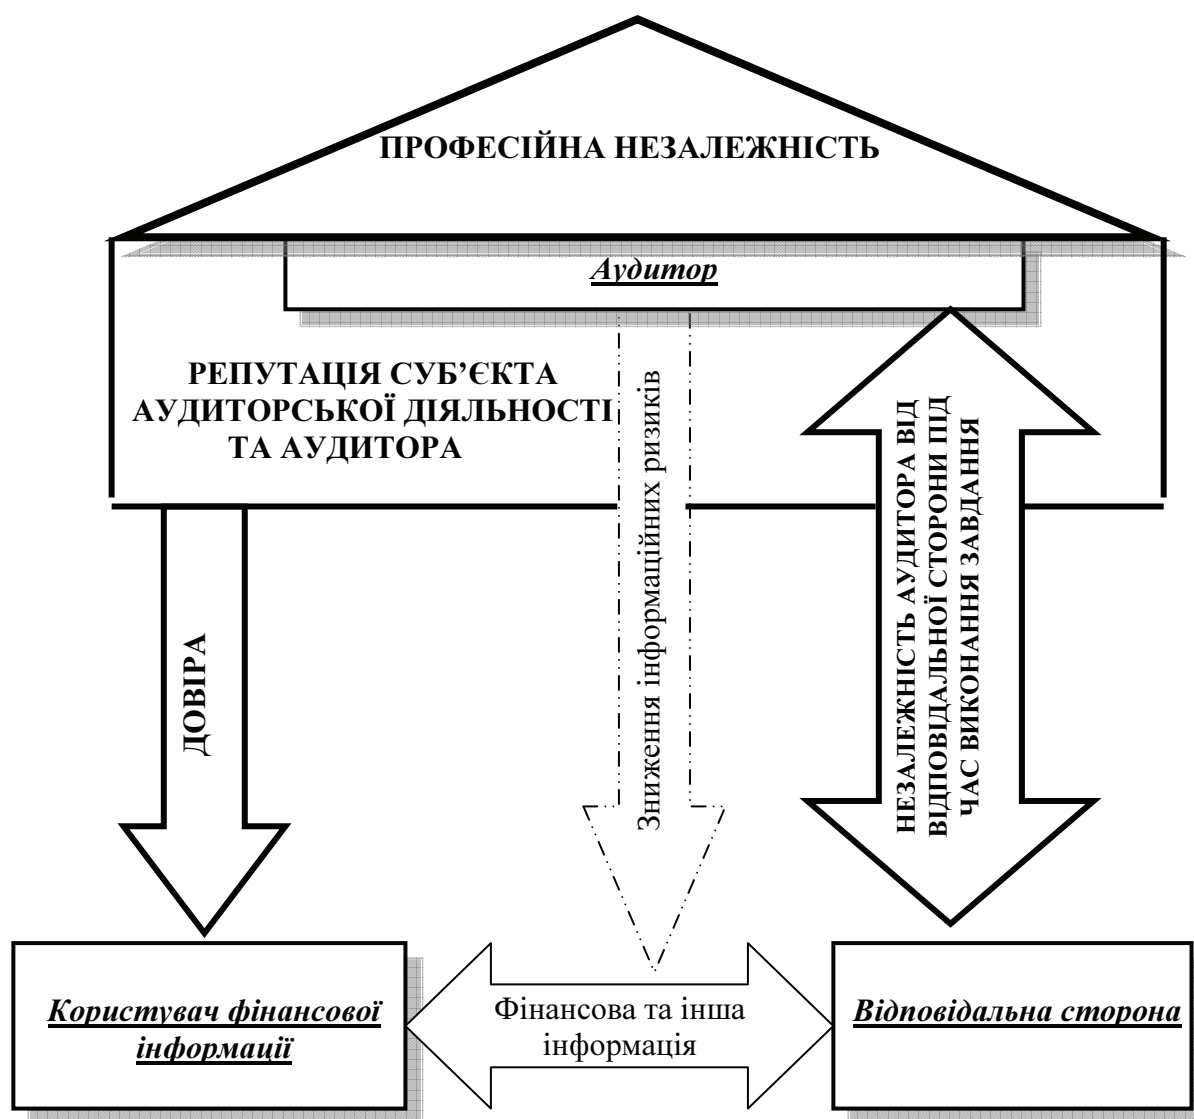 ПРОФЕСІЙНА НЕЗАЛЕЖНІСТЬ
Аудитор
РЕПУТАЦІЯ СУБ’ЄКТА
АУДИТОРСЬКОЇ ДІЯЛЬНОСТІ
ТА АУДИТОРА
ДОВІРА
Зниження інформаційних ризиків
НЕЗАЛЕЖНІСТЬ АУДИТОРА ВІД
ВІДПОВІДАЛЬНОЇ СТОРОНИ ПІД
ЧАС ВИКОНАННЯ ЗАВДАННЯ
Користувач фінансової
інформації
Фінансова та інша
інформація
Відповідальна сторона